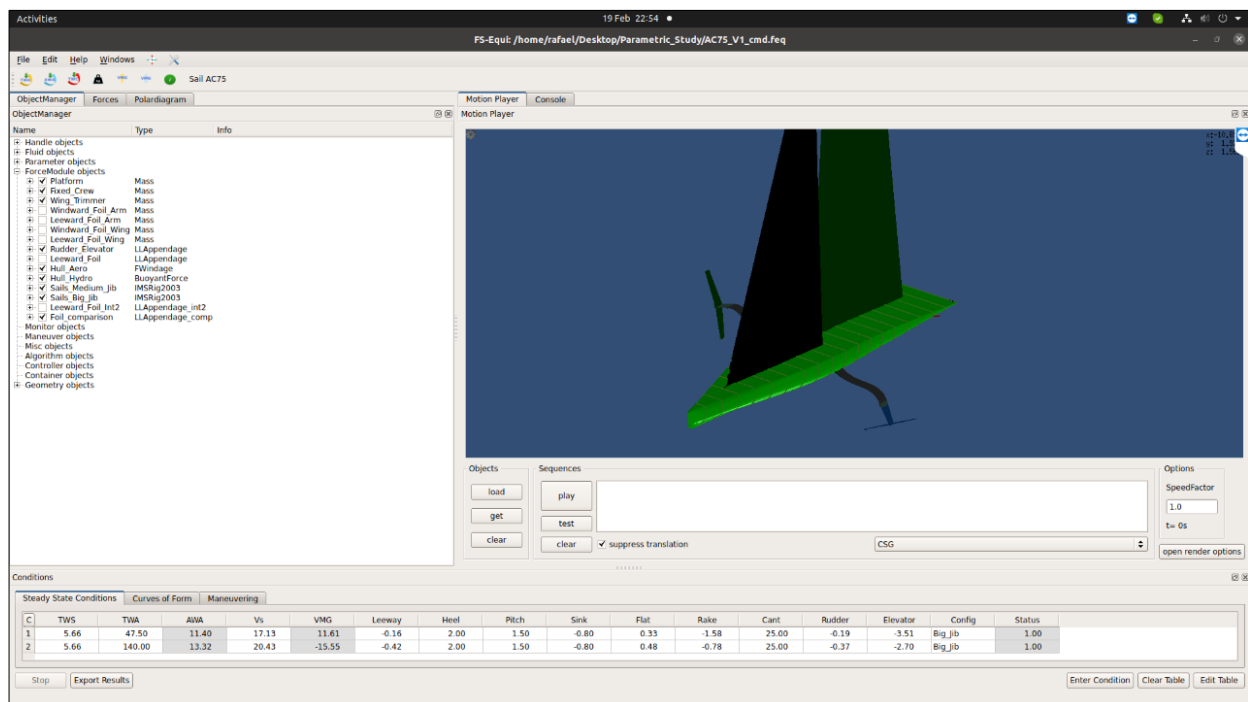 Activities
19 Feb 22:54
FS-Equi: /home/rafael/Desktop/Parametric_Study/AC75_V1_cmd.feq
File Edit Help Windows
Sail AC75
ObjectManager Forces Polardiagram
ObjectManager
Name Type Info
Handle objects
Fluid objects
Parameter objects
ForceModule objects
Platform Mass
Fixed_Crew Mass
Wing_Trimmer Mass
Windward_Foil_Arm Mass
Leeward_Foil_Arm Mass
Windward_Foil_Wing Mass
Leeward_Foil_Wing Mass
Rudder_Elevator LLAppendage
Leeward_Foil LLAppendage
Hull_Aero FWindage
Hull_Hydro BuoyantForce
Sails_Medium_Jib IMSRig2003
Sails_Big_Jib IMSRig2003
Leeward_Foil_Int2 LLAppendage_int2
Foil_comparison LLAppendage_comp
Monitor objects
Maneuver objects
Misc objects
Algorithm objects
Controller objects
Container objects
Geometry objects
Motion Player Console
Motion Player
x:-10.8
y: 1.5
z: 1.5
Objects
load
get
clear
Sequences
play
test
clear suppress translation CSG
Options
SpeedFactor
1.0
t= 0s
open render options
Conditions
Steady State Conditions Curves of Form Maneuvering
C TWS TWA AWA Vs VMG Leeway Heel Pitch Sink Flat Rake Cant Rudder Elevator Config Status
1 5.66 47.50 11.40 17.13 11.61 -0.16 2.00 1.50 -0.80 0.33 -1.58 25.00 -0.19 -3.51 Big_Jib 1.00
2 5.66 140.00 13.32 20.43 -15.55 -0.42 2.00 1.50 -0.80 0.48 -0.78 25.00 -0.37 -2.70 Big_Jib 1.00
Stop Export Results Enter Condition Clear Table Edit Table